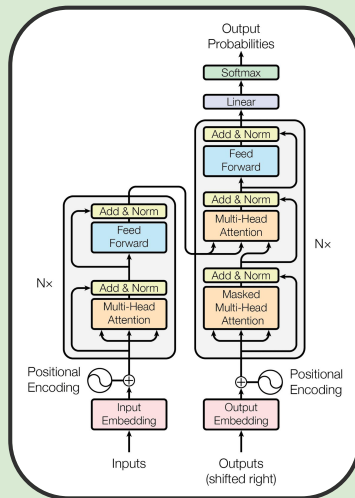 Output
Probabilities
Softmax
Linear
Add & Norm
Feed
Forward
Add & Norm
Multi-Head
Attention
Add & Norm
Masked
Multi-Head
Attention
N×
Add & Norm
Feed
Forward
N×
Add & Norm
Multi-Head
Attention
Positional
Encoding
Positional
Encoding
Input
Embedding
Output
Embedding
Inputs
Outputs
(shifted right)